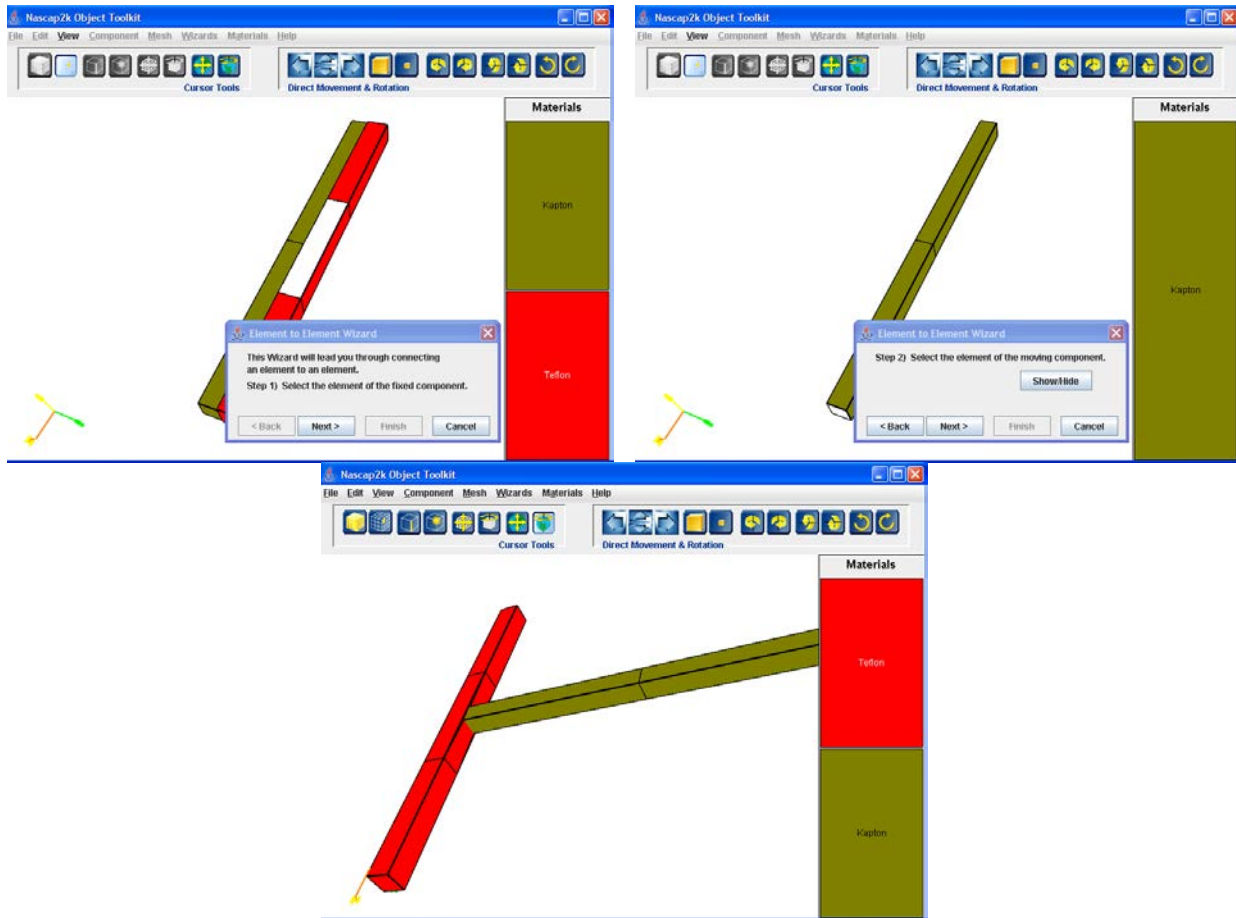 Nascap2k Object Toolkit
File Edit View Component Mesh Wizards Materials Help
Cursor Tools
Direct Movement & Rotation
Materials
Kapton
Teflon
Element to Element Wizard
This Wizard will lead you through connecting
an element to an element.
Step 1) Select the element of the fixed component.
< Back Next > Finish Cancel
Nascap2k Object Toolkit
File Edit View Component Mesh Wizards Materials Help
Cursor Tools
Direct Movement & Rotation
Materials
Kapton
Element to Element Wizard
Step 2) Select the element of the moving component.
Show/Hide
< Back Next > Finish Cancel
Nascap2k Object Toolkit
File Edit View Component Mesh Wizards Materials Help
Cursor Tools
Direct Movement & Rotation
Materials
Teflon
Kapton